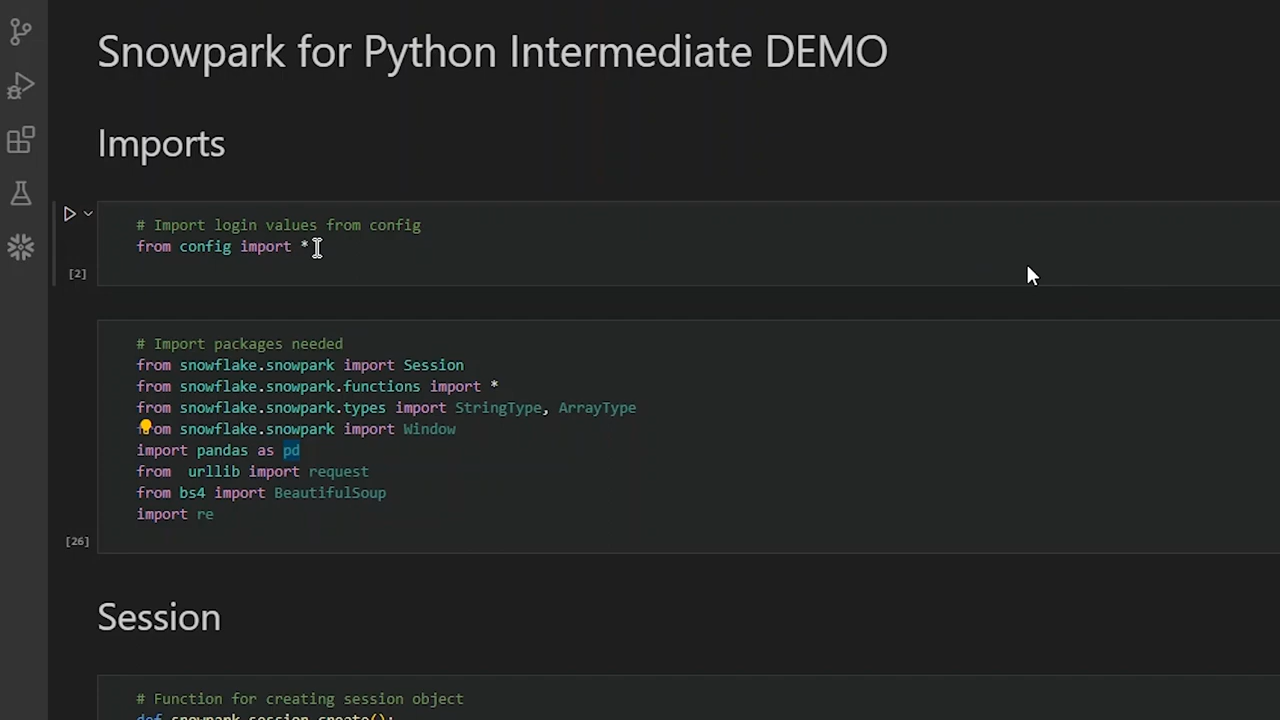 Snowpark for Python Intermediate DEMO
Imports
# Import login values from config
from config import *
[2]
# Import packages needed
from snowflake.snowpark import Session
from snowflake.snowpark.functions import *
from snowflake.snowpark.types import StringType, ArrayType
from snowflake.snowpark import Window
import pandas as pd
from  urllib import request
from bs4 import BeautifulSoup
import re
[26]
Session
# Function for creating session object
def snowpark_session_create():